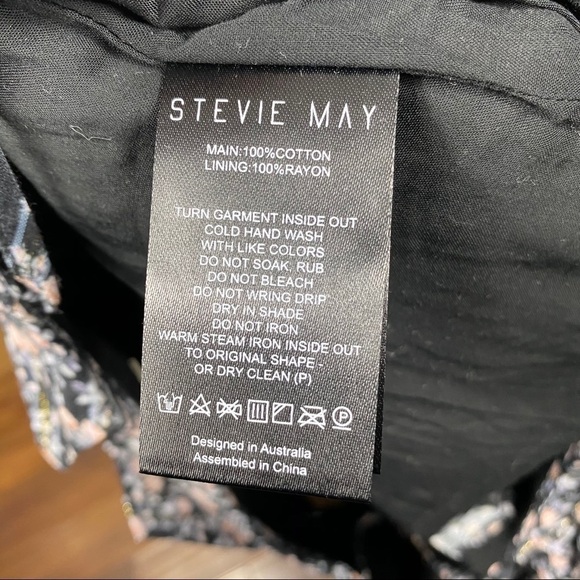 STEVIE MAY
MAIN:100%COTTON
LINING:100%RAYON
TURN GARMENT INSIDE OUT
COLD HAND WASH
WITH LIKE COLORS
DO NOT SOAK, RUB
DO NOT BLEACH
DO NOT WRING DRIP
DRY IN SHADE
DO NOT IRON
WARM STEAM IRON INSIDE OUT
TO ORIGINAL SHAPE -
OR DRY CLEAN (P)
P
Designed in Australia
Assembled in China